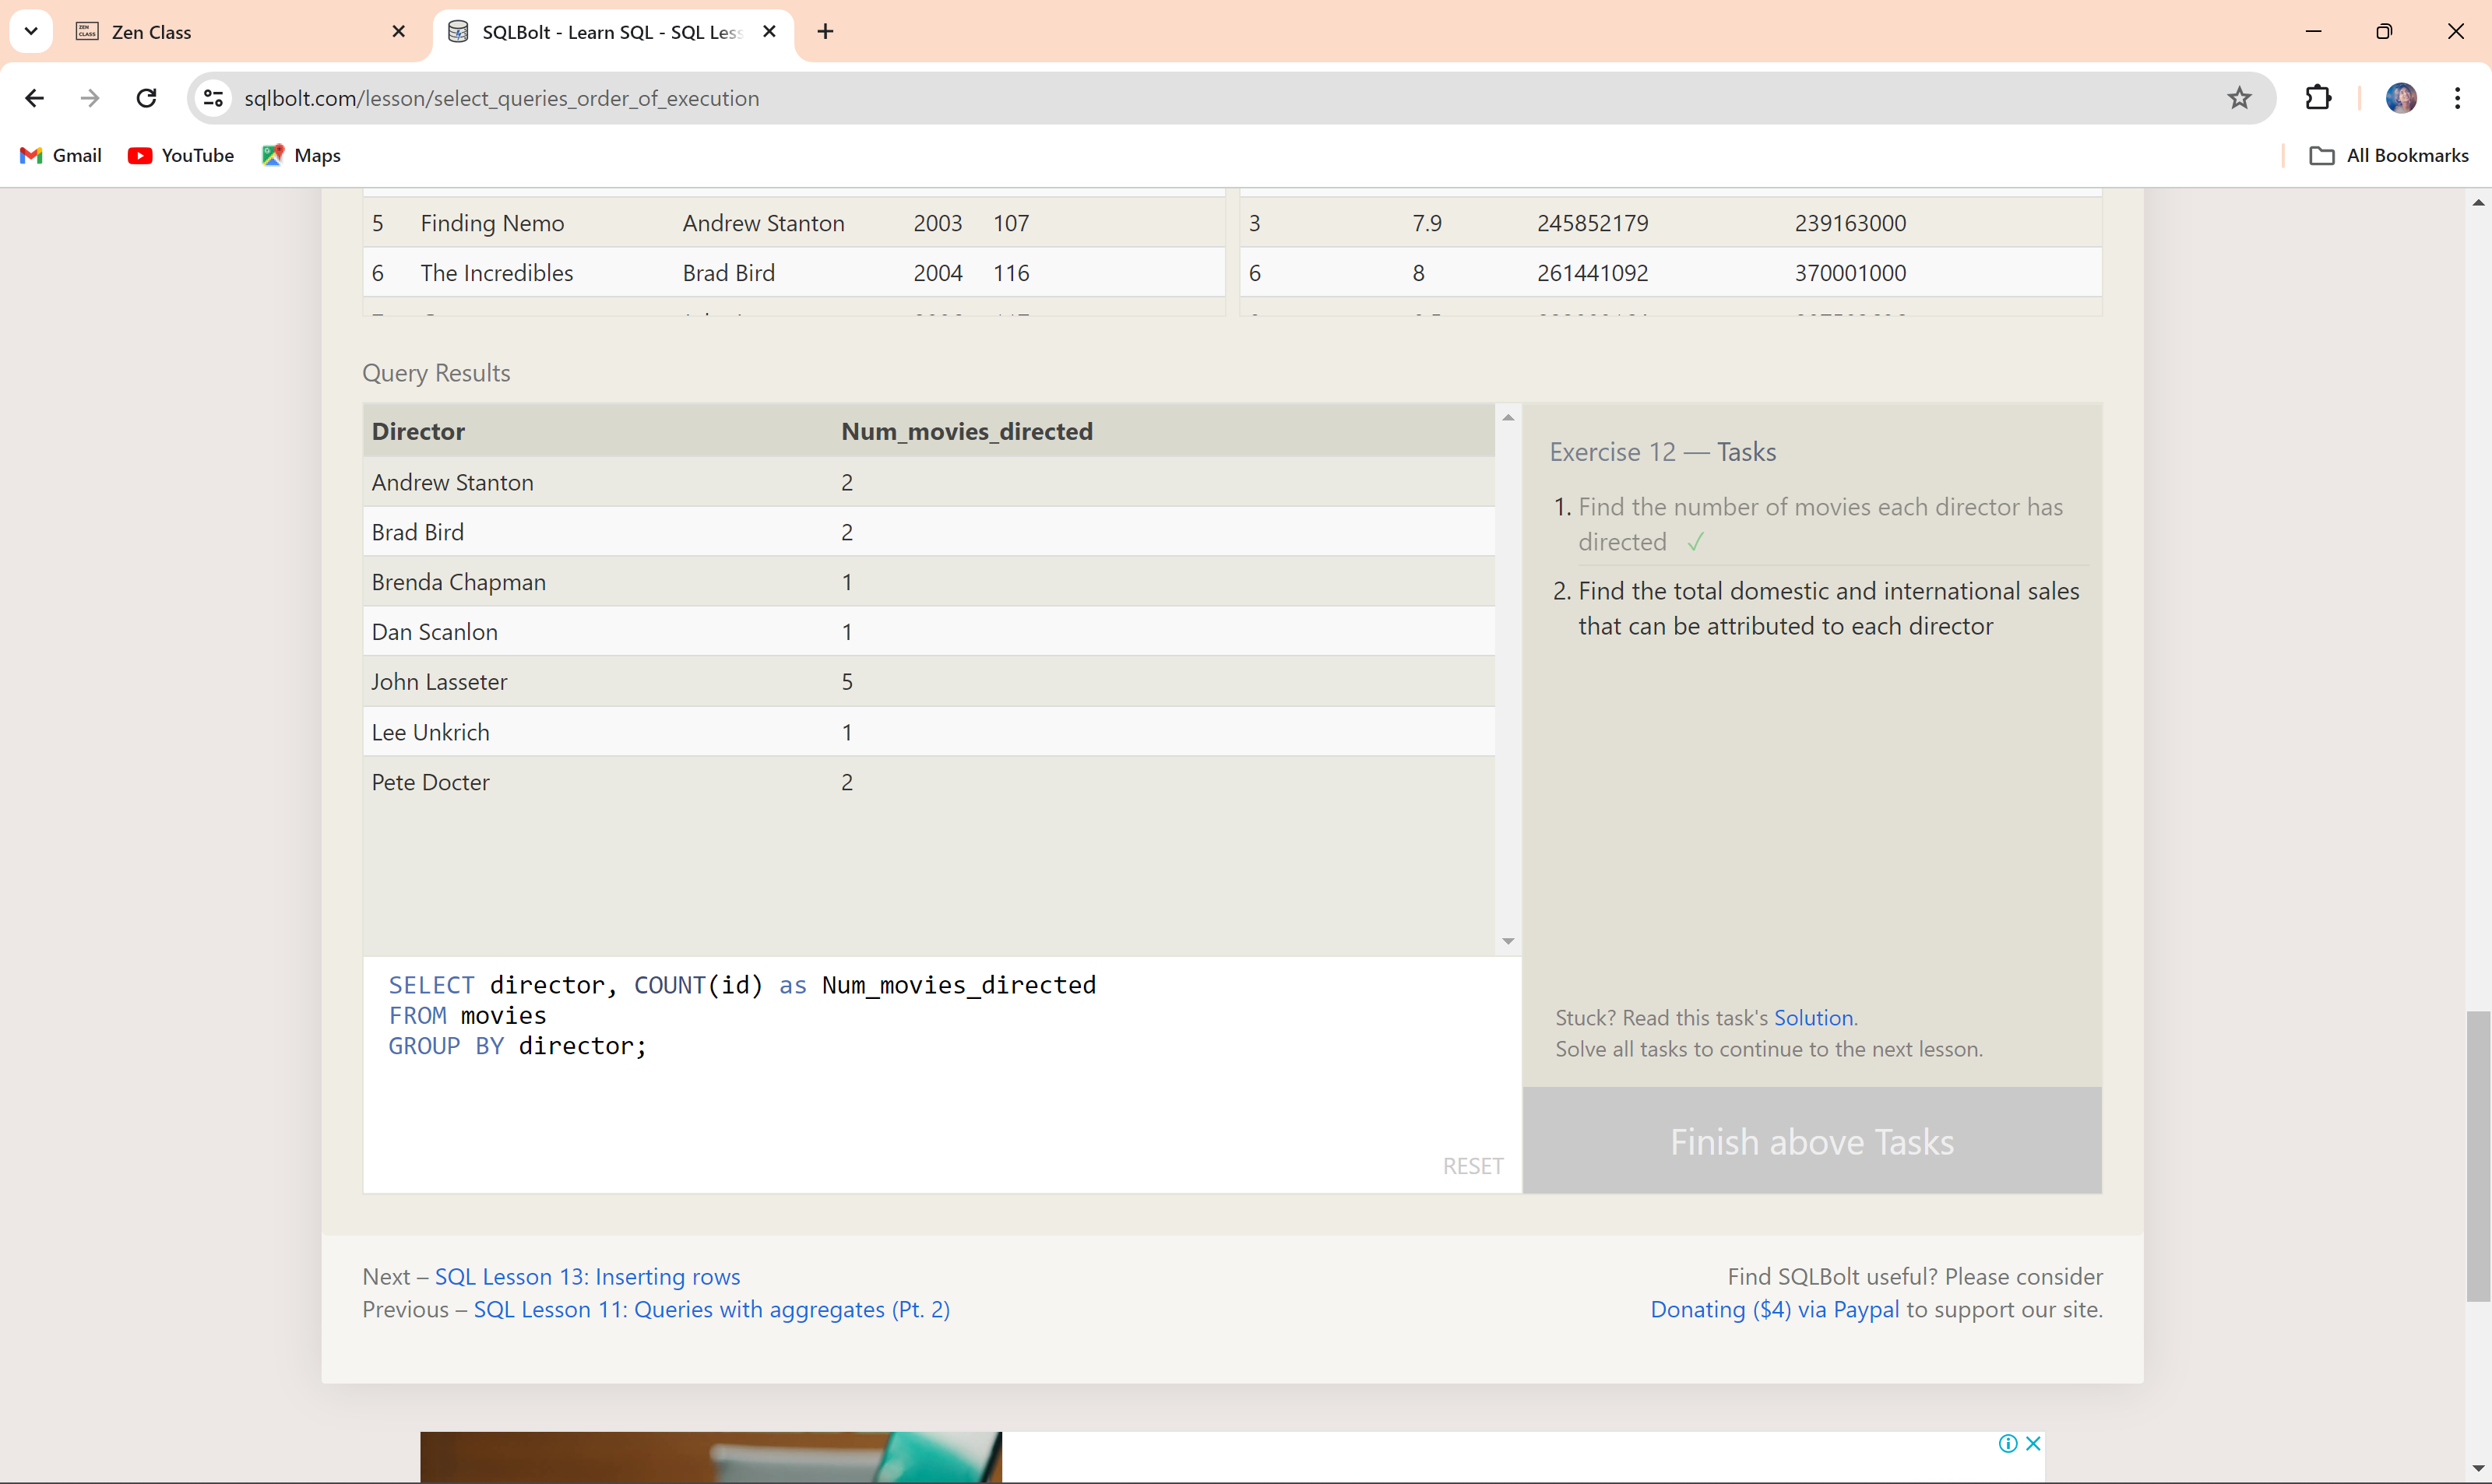 Zen Class
SQLBolt - Learn SQL - SQL Les
sqlbolt.com/lesson/select_queries_order_of_execution
Gmail YouTube Maps All Bookmarks
5 Finding Nemo Andrew Stanton 2003 107 3 7.9 245852179 239163000
6 The Incredibles Brad Bird 2004 116 6 8 261441092 370001000
Query Results
Director Num_movies_directed
Andrew Stanton 2
Brad Bird 2
Brenda Chapman 1
Dan Scanlon 1
John Lasseter 5
Lee Unkrich 1
Pete Docter 2
SELECT director, COUNT(id) as Num_movies_directed
FROM movies
GROUP BY director;
RESET
Exercise 12 — Tasks
1. Find the number of movies each director has
directed ✓
2. Find the total domestic and international sales
that can be attributed to each director
Stuck? Read this task's Solution.
Solve all tasks to continue to the next lesson.
Finish above Tasks
Next – SQL Lesson 13: Inserting rows
Previous – SQL Lesson 11: Queries with aggregates (Pt. 2)
Find SQLBolt useful? Please consider
Donating ($4) via Paypal to support our site.